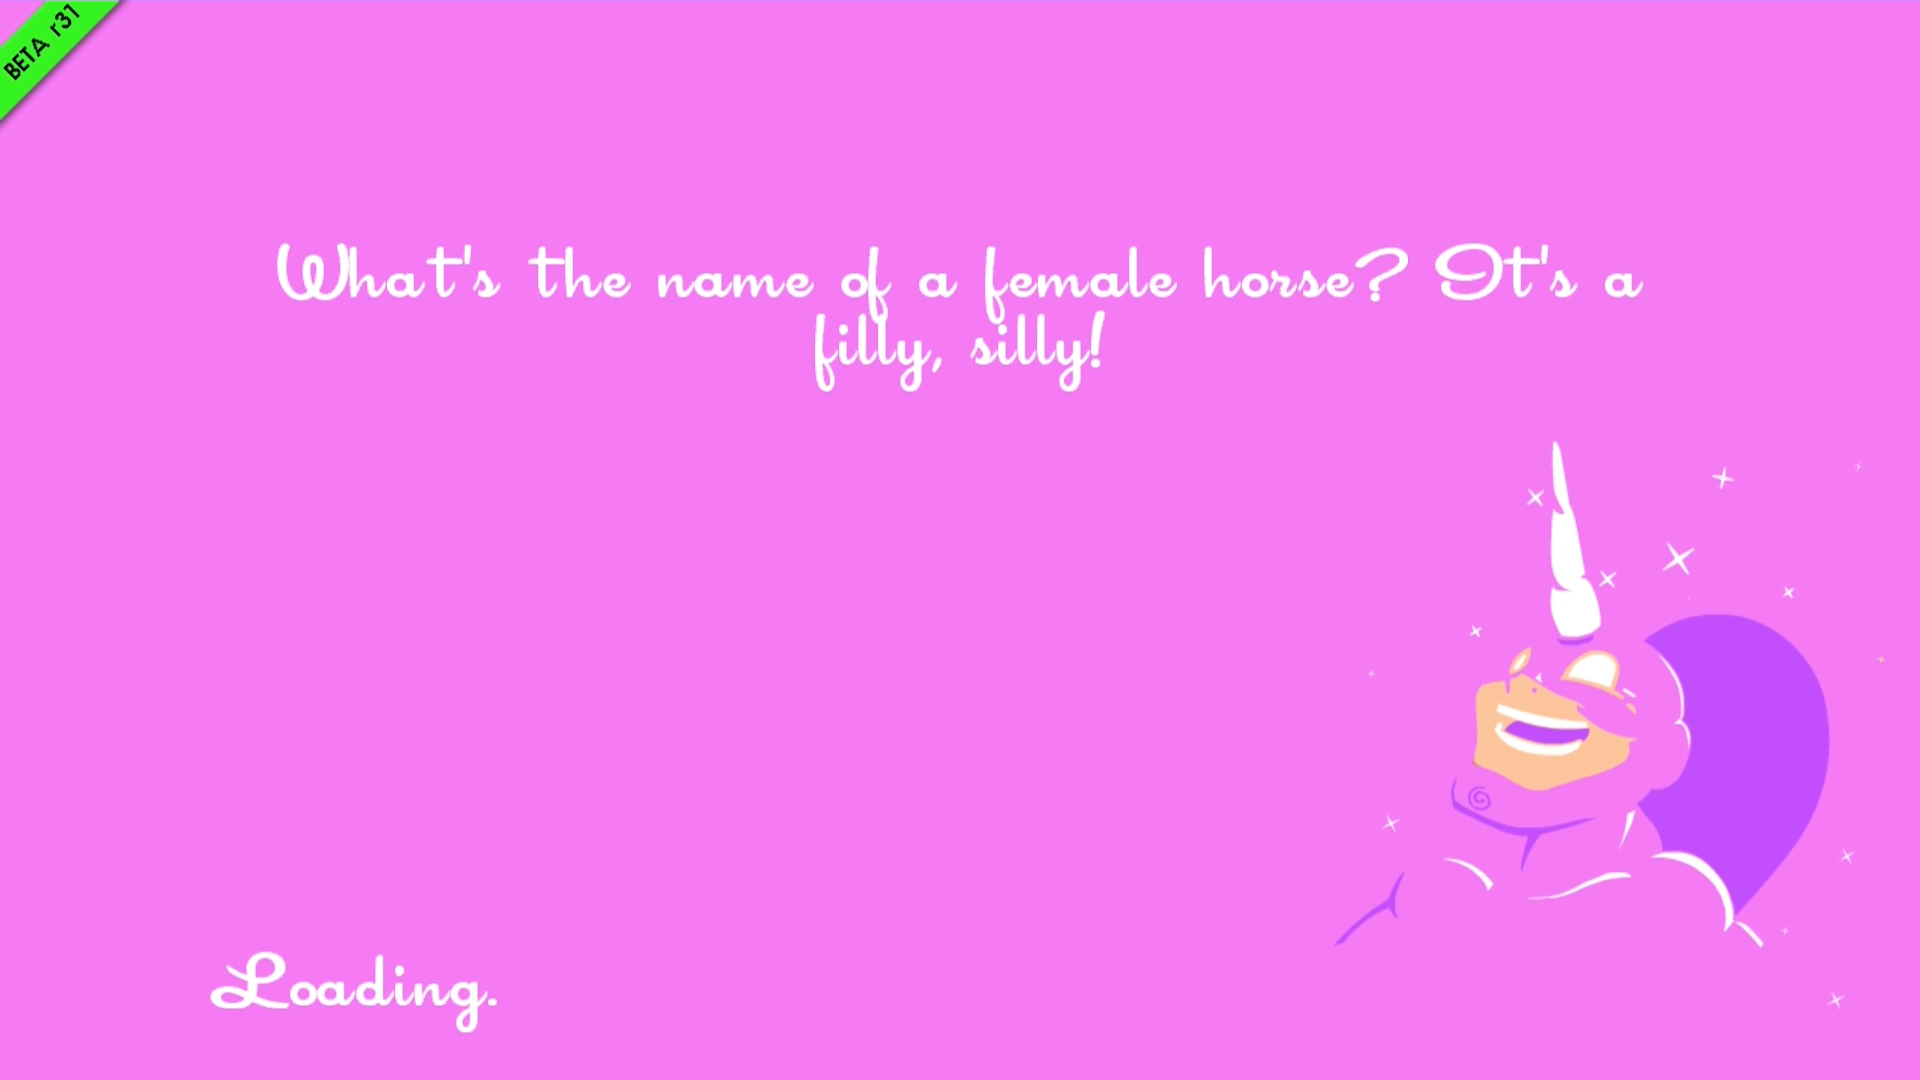 BETA r31
What's the name of a female horse? It's a
filly, silly!
Loading.